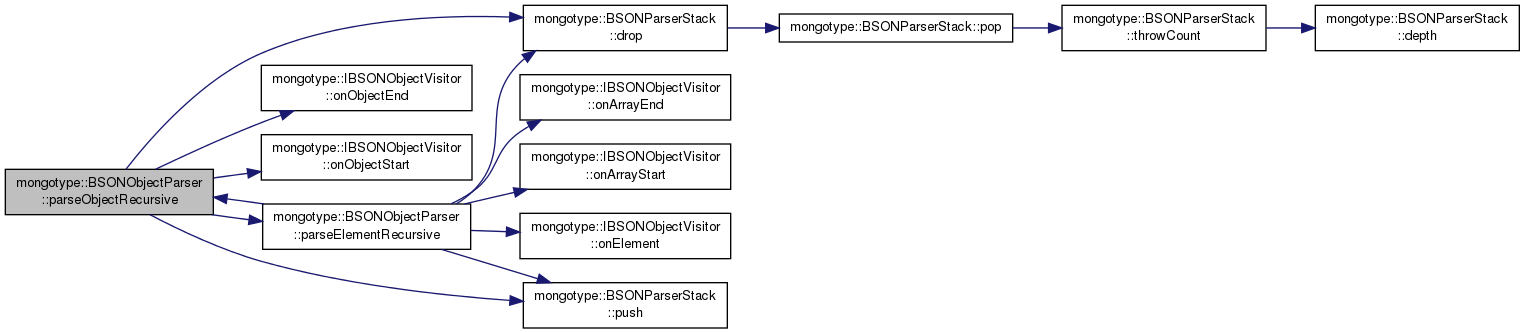 mongotype::BSONParserStack
::drop
mongotype::BSONParserStack::pop
mongotype::BSONParserStack
::throwCount
mongotype::BSONParserStack
::depth
mongotype::IBSONObjectVisitor
::onObjectEnd
mongotype::IBSONObjectVisitor
::onArrayEnd
mongotype::IBSONObjectVisitor
::onObjectStart
mongotype::IBSONObjectVisitor
::onArrayStart
mongotype::BSONObjectParser
::parseObjectRecursive
mongotype::BSONObjectParser
::parseElementRecursive
mongotype::IBSONObjectVisitor
::onElement
mongotype::BSONParserStack
::push